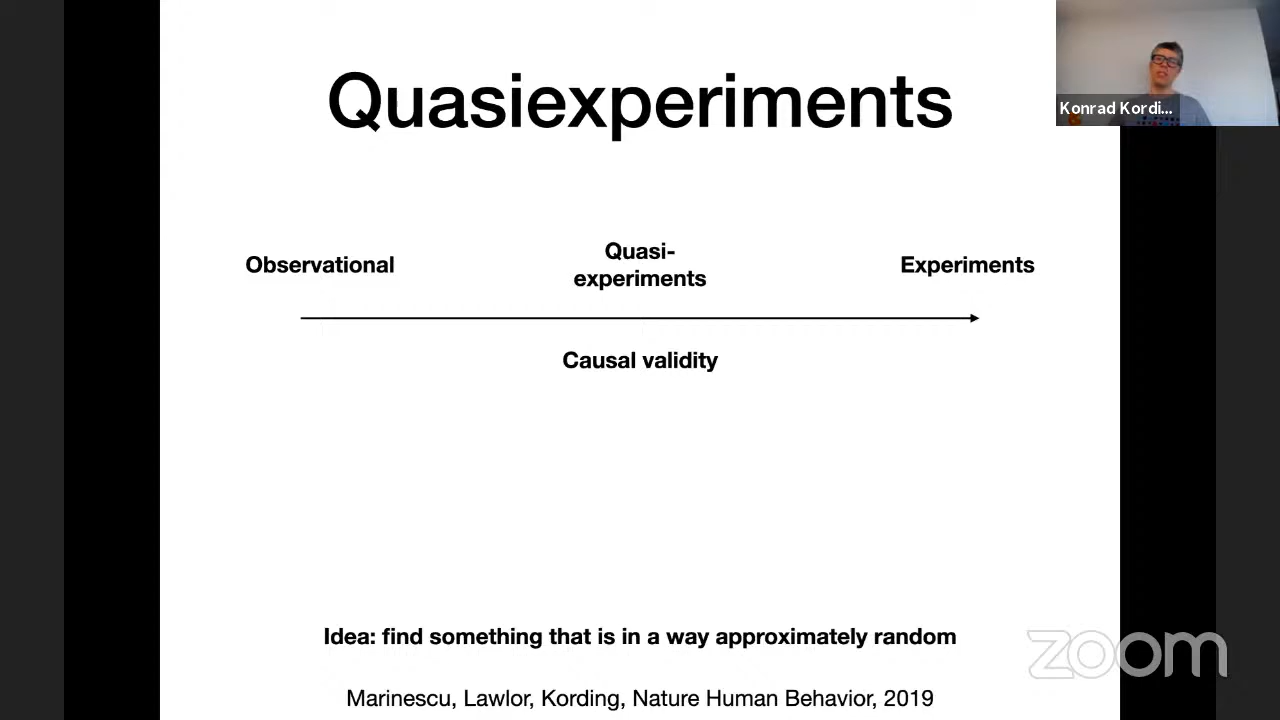 Quasiexperiments
Konrad Kordi...
Observational
Quasi-
experiments
Experiments
Causal validity
Idea: find something that is in a way approximately random
zoom
Marinescu, Lawlor, Kording, Nature Human Behavior, 2019